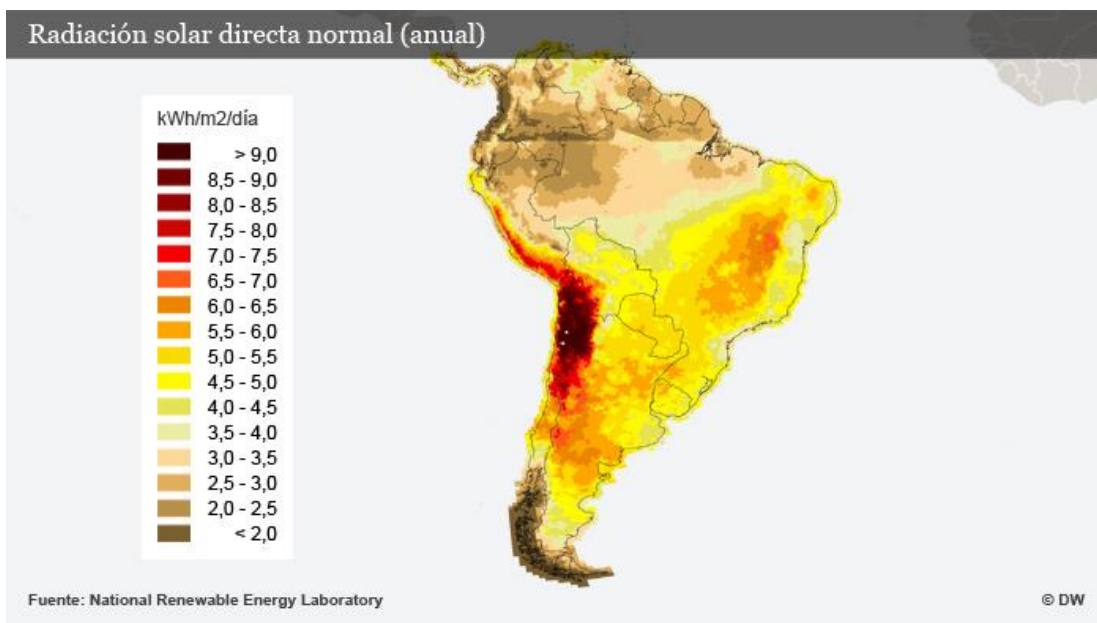 Radiación solar directa normal (anual)
kWh/m2/día
> 9,0
8,5 - 9,0
8,0 - 8,5
7,5 - 8,0
7,0 - 7,5
6,5 - 7,0
6,0 - 6,5
5,5 - 6,0
5,0 - 5,5
4,5 - 5,0
4,0 - 4,5
3,5 - 4,0
3,0 - 3,5
2,5 - 3,0
2,0 - 2,5
< 2,0
Fuente: National Renewable Energy Laboratory
© DW